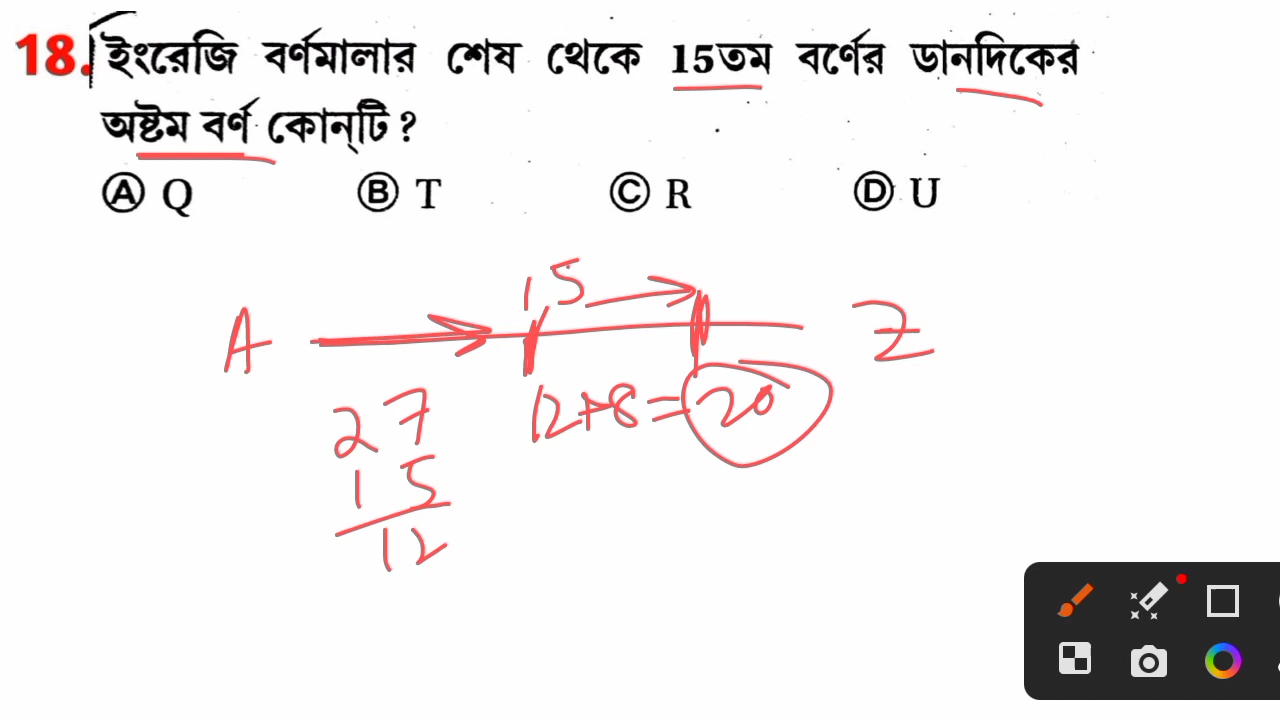 18. ইংরেজি বর্ণমালার শেষ থেকে 15তম বর্ণের ডানদিকের
অষ্টম বর্ণ কোন্‌টি ?
Ⓐ Q Ⓑ T Ⓒ R Ⓓ U
15
A Z
27
12+8=20
15
12